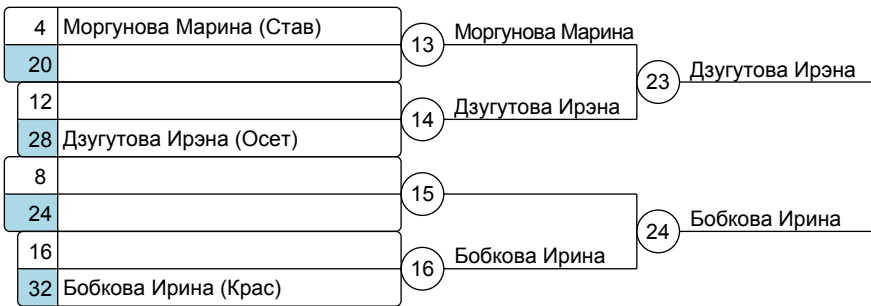 4 Моргунова Марина (Став)
13 Моргунова Марина
20
23 Дзугутова Ирэна
12
14 Дзугутова Ирэна
28 Дзугутова Ирэна (Осет)
8
15
24
24 Бобкова Ирина
16
16 Бобкова Ирина
32 Бобкова Ирина (Крас)